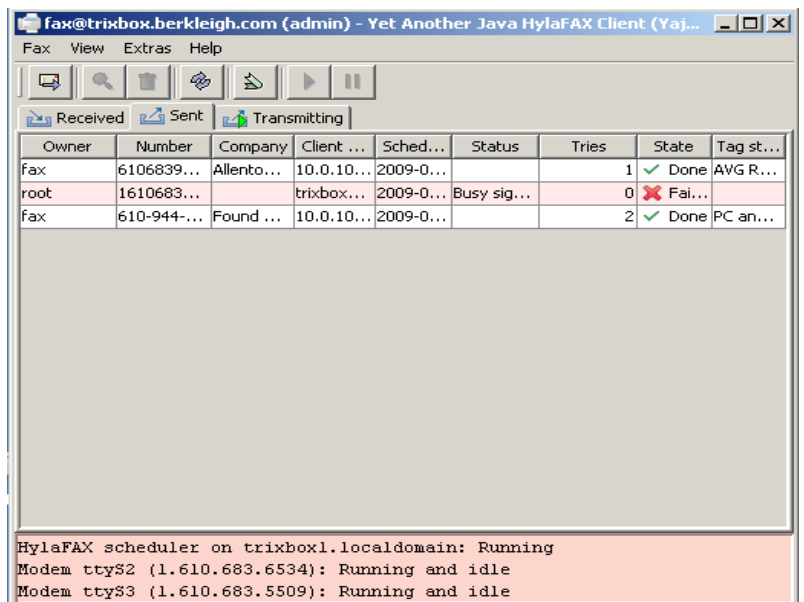 fax@trixbox.berkleigh.com (admin) - Yet Another Java HylaFAX Client (Yaj...
Fax View Extras Help
Received Sent Transmitting
Owner Number Company Client ... Sched... Status Tries State Tag st...
fax 6106839... Allento... 10.0.10... 2009-0... 1 Done AVG R...
root 1610683... trixbox... 2009-0... Busy sig... 0 Fai...
fax 610-944-... Found ... 10.0.10... 2009-0... 2 Done PC an...
HylaFAX scheduler on trixbox1.localdomain: Running
Modem ttyS2 (1.610.683.6534): Running and idle
Modem ttyS3 (1.610.683.5509): Running and idle